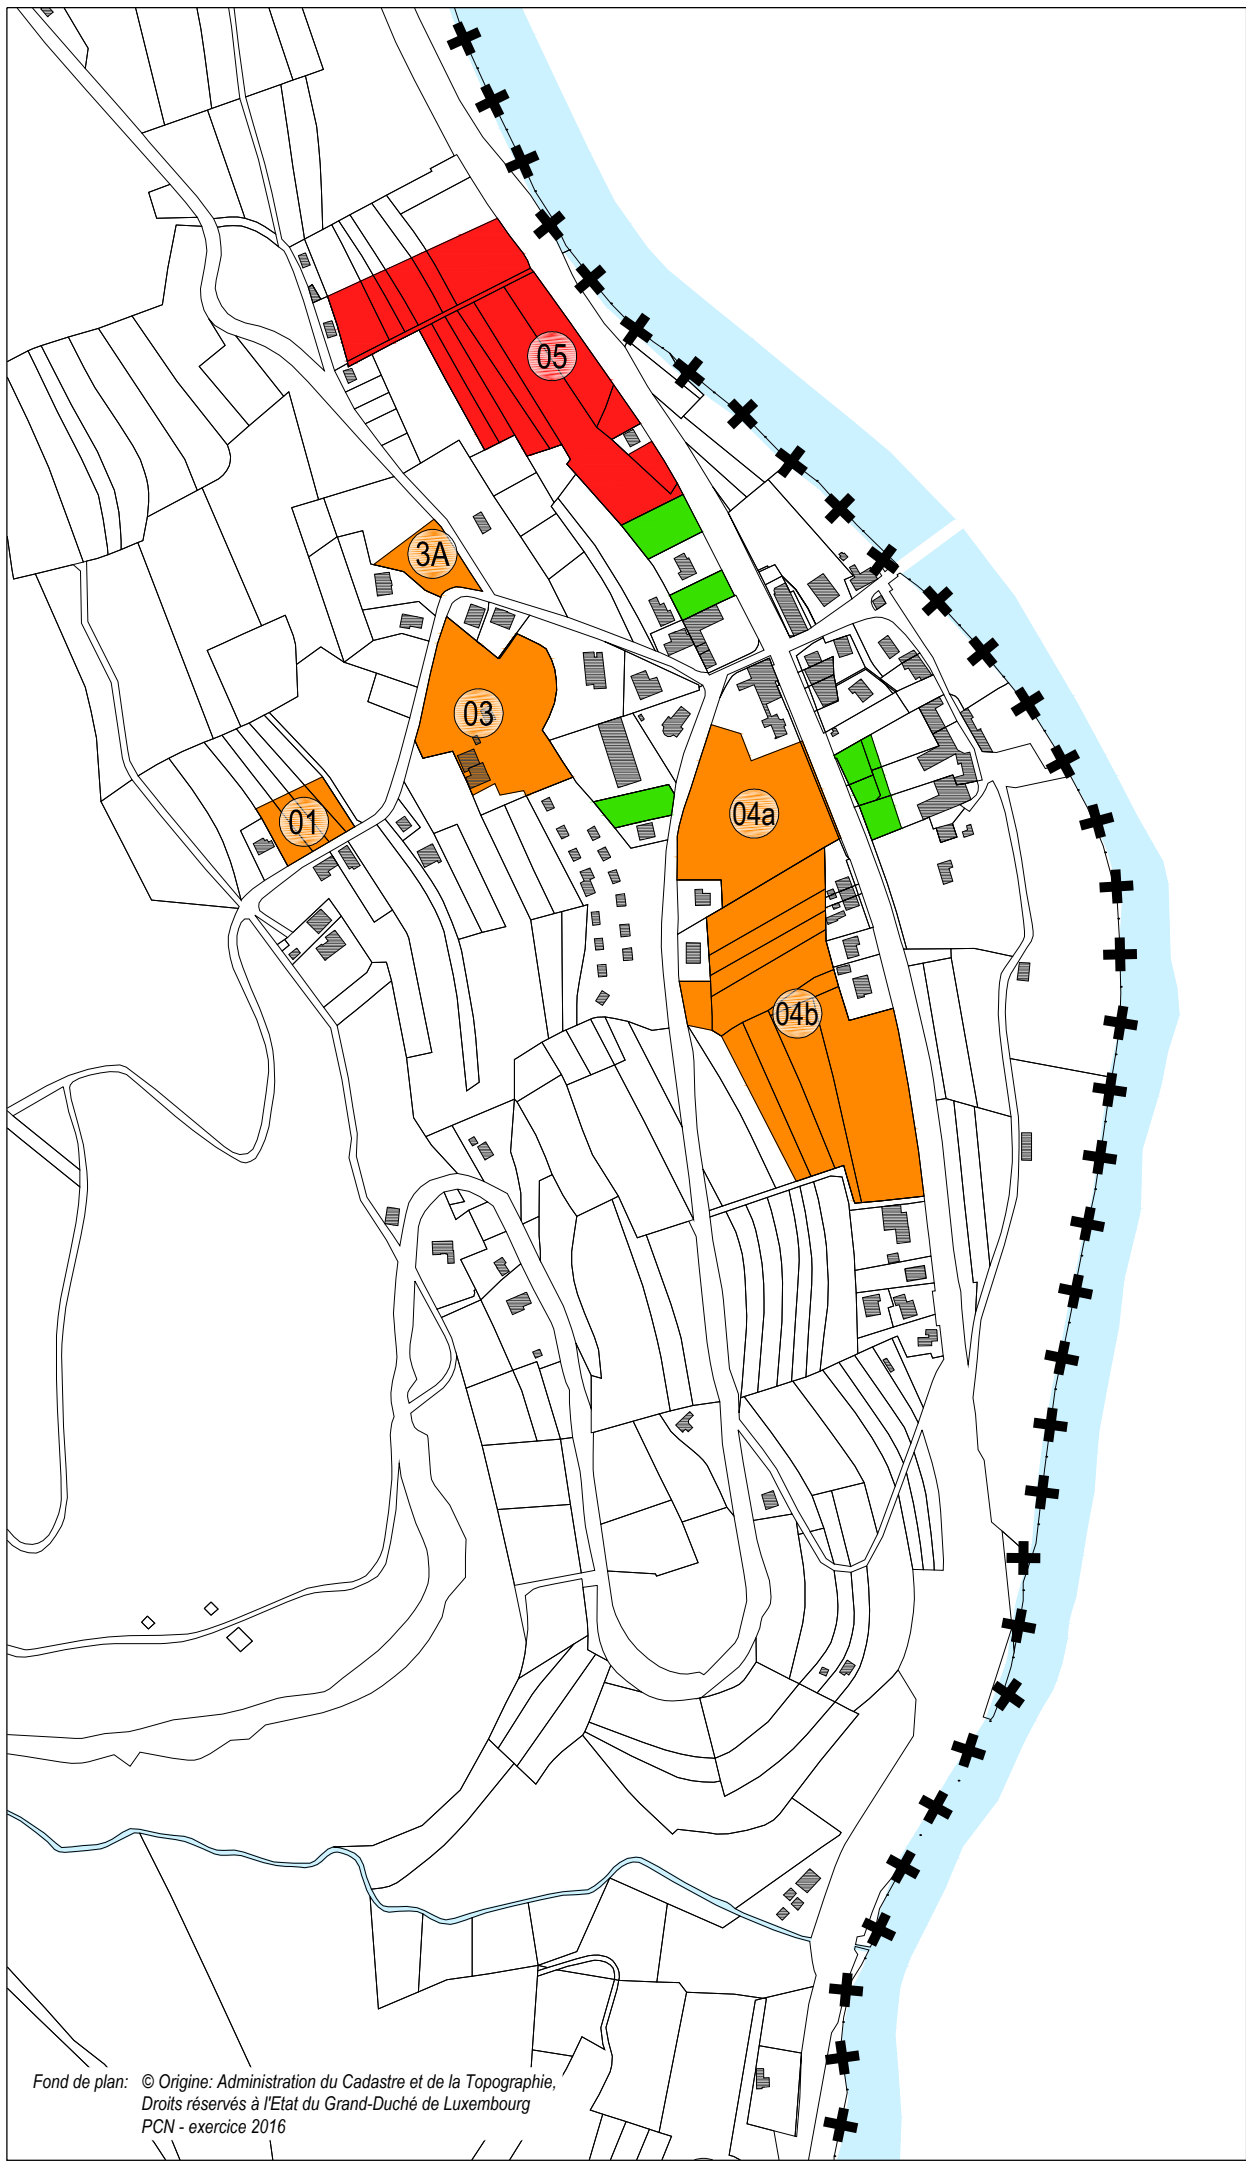 05
3A
03
01
04a
04b
Fond de plan: © Origine: Administration du Cadastre et de la Topographie,
Droits réservés à l'Etat du Grand-Duché de Luxembourg
PCN - exercice 2016